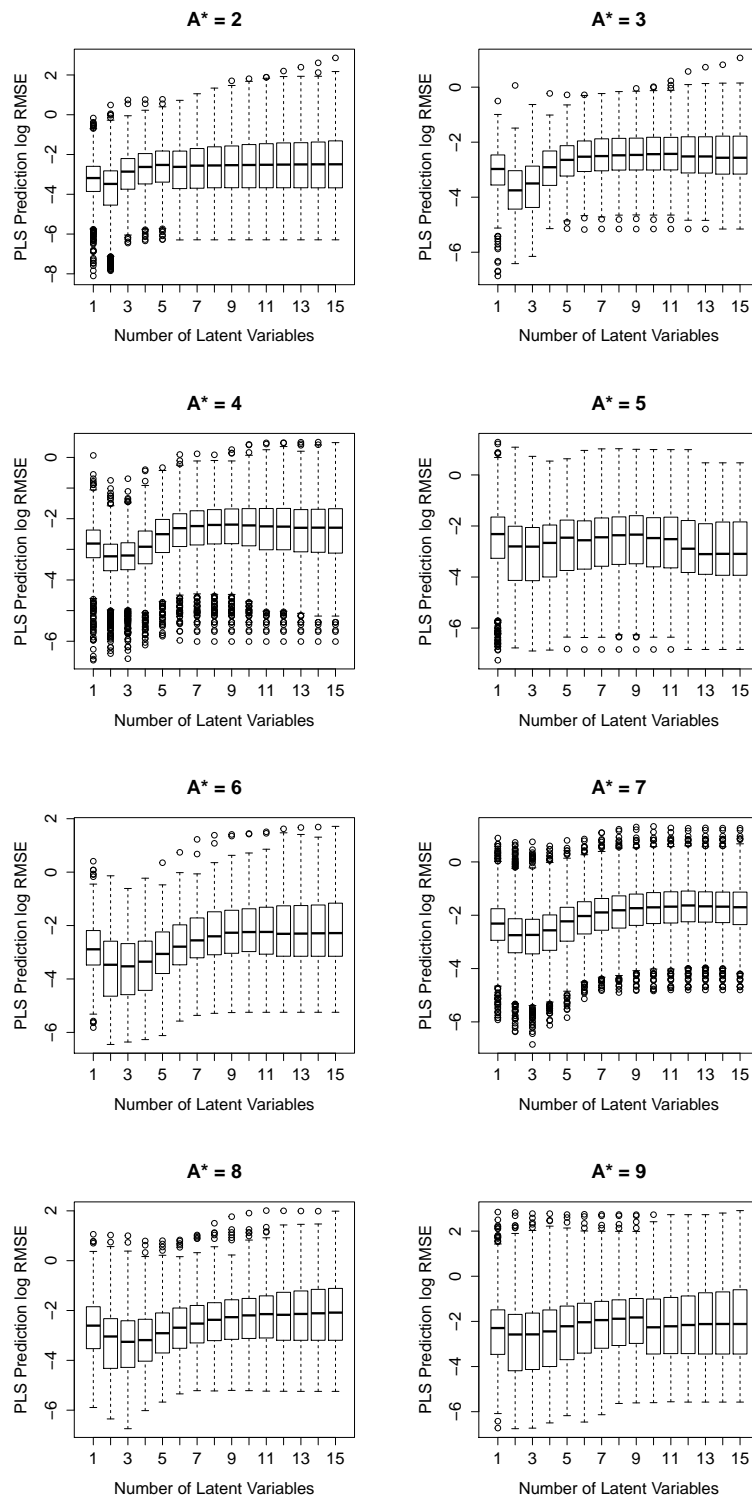 A* = 2
PLS Prediction log RMSE
2
0
−2
−4
−6
−8
1 3 5 7 9 11 13 15
Number of Latent Variables
A* = 3
PLS Prediction log RMSE
0
−2
−4
−6
1 3 5 7 9 11 13 15
Number of Latent Variables
A* = 4
PLS Prediction log RMSE
0
−2
−4
−6
1 3 5 7 9 11 13 15
Number of Latent Variables
A* = 5
PLS Prediction log RMSE
0
−2
−4
−6
1 3 5 7 9 11 13 15
Number of Latent Variables
A* = 6
PLS Prediction log RMSE
2
0
−2
−4
−6
1 3 5 7 9 11 13 15
Number of Latent Variables
A* = 7
PLS Prediction log RMSE
0
−2
−4
−6
1 3 5 7 9 11 13 15
Number of Latent Variables
A* = 8
PLS Prediction log RMSE
2
0
−2
−4
−6
1 3 5 7 9 11 13 15
Number of Latent Variables
A* = 9
PLS Prediction log RMSE
2
0
−2
−4
−6
1 3 5 7 9 11 13 15
Number of Latent Variables